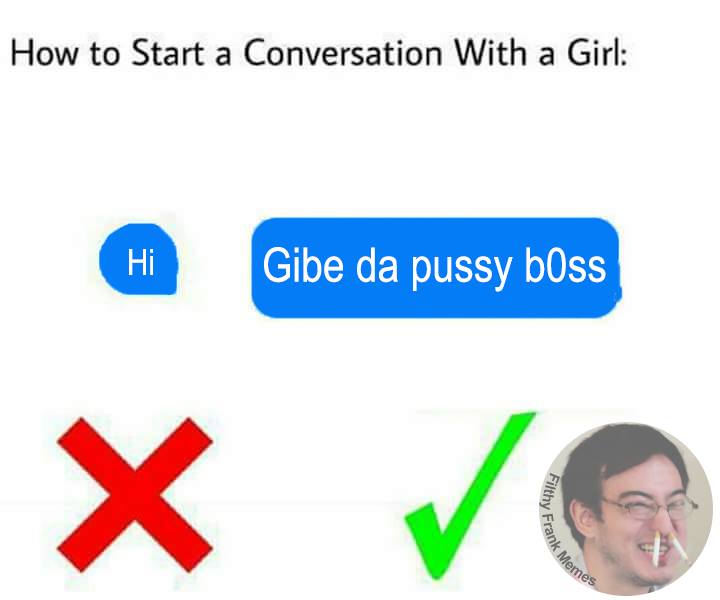 How to Start a Conversation With a Girl:
Hi
Gibe da pussy b0ss
Filthy Frank Memes